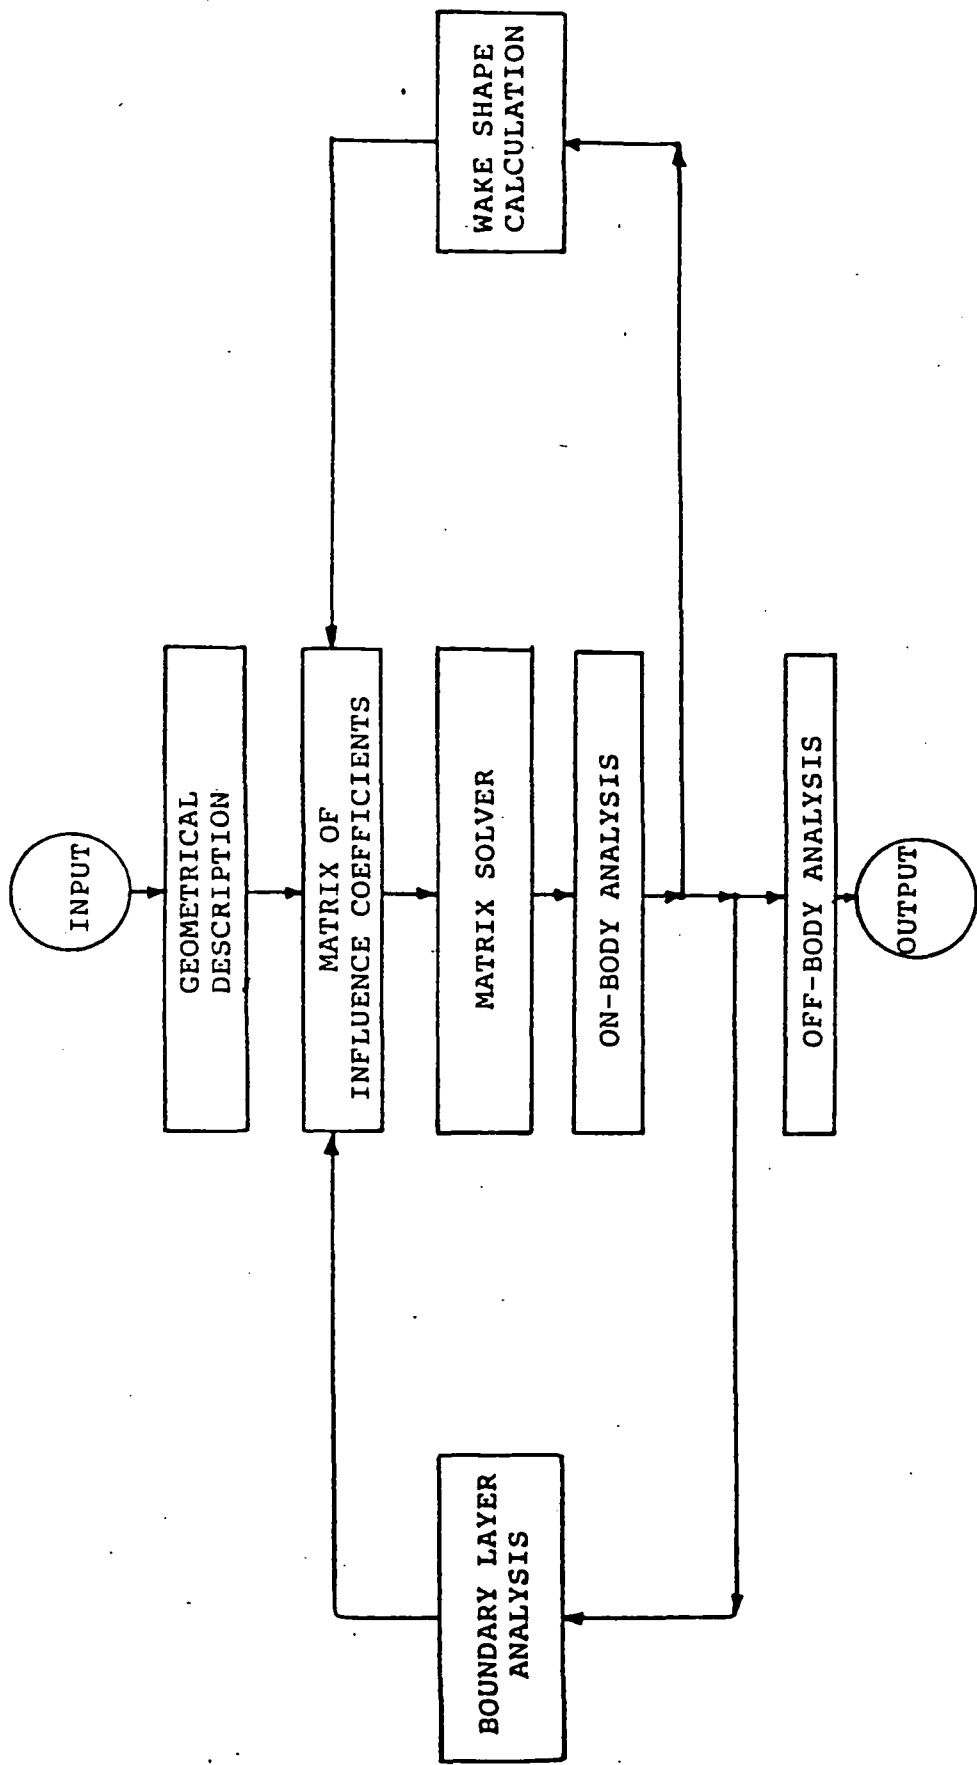 INPUT
GEOMETRICAL
DESCRIPTION
MATRIX OF
INFLUENCE COEFFICIENTS
MATRIX SOLVER
ON-BODY ANALYSIS
OFF-BODY ANALYSIS
OUTPUT
BOUNDARY LAYER
ANALYSIS
WAKE SHAPE
CALCULATION